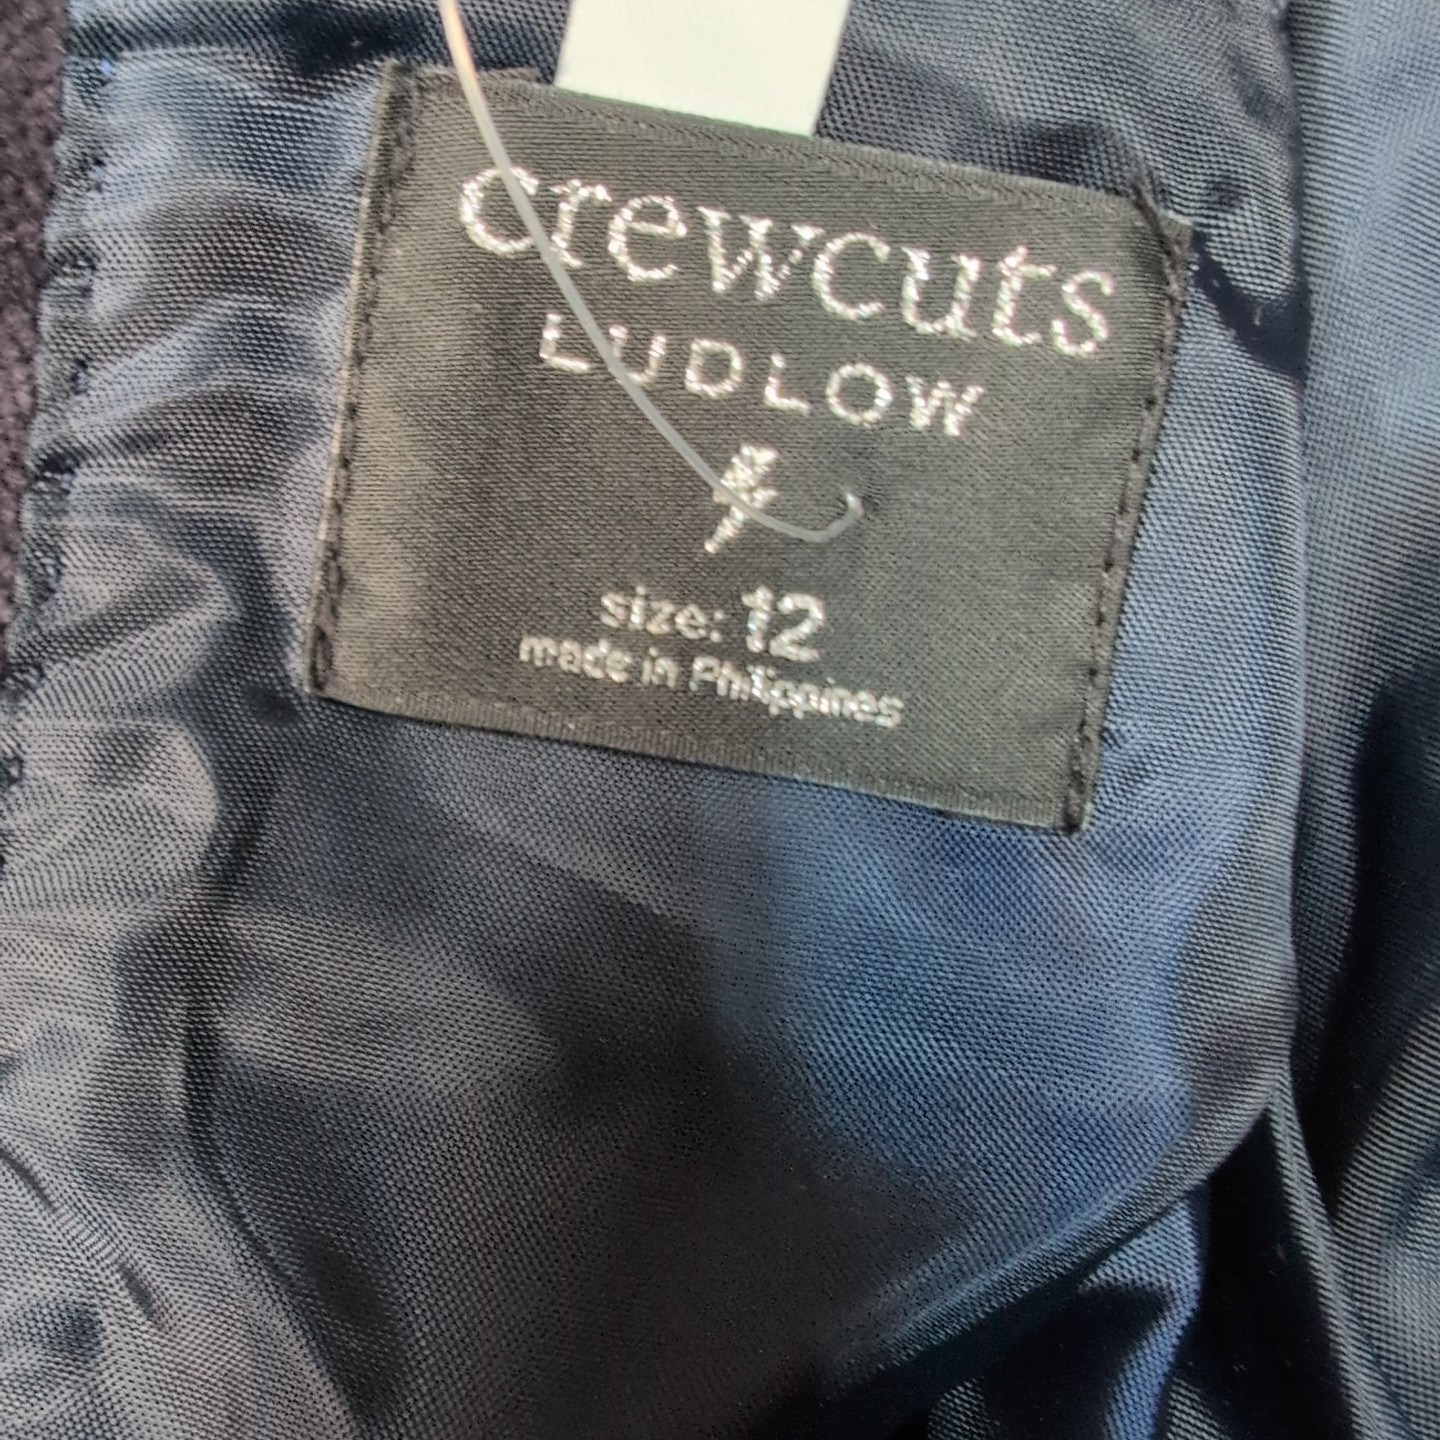 crewcuts
LUDLOW
size: 12
made in Philippines